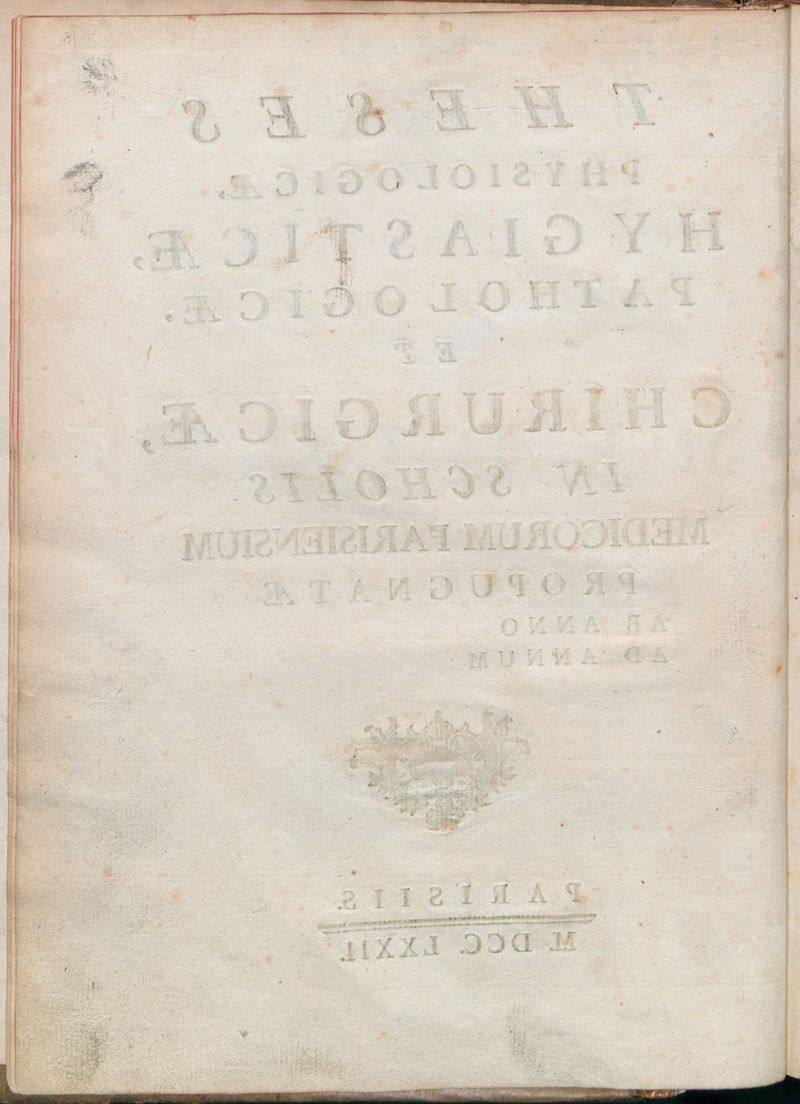 THESES
PHYSIOLOGICÆ,
HYGIASTICÆ,
PATHOLOGICÆ,
ET
CHIRURGICÆ,
IN SCHOLIS
MEDICORUM PARISIENSIUM
PROPUGNATÆ
AB ANNO
AD ANNUM
PARISIIS.
M. DCC. LXXII.